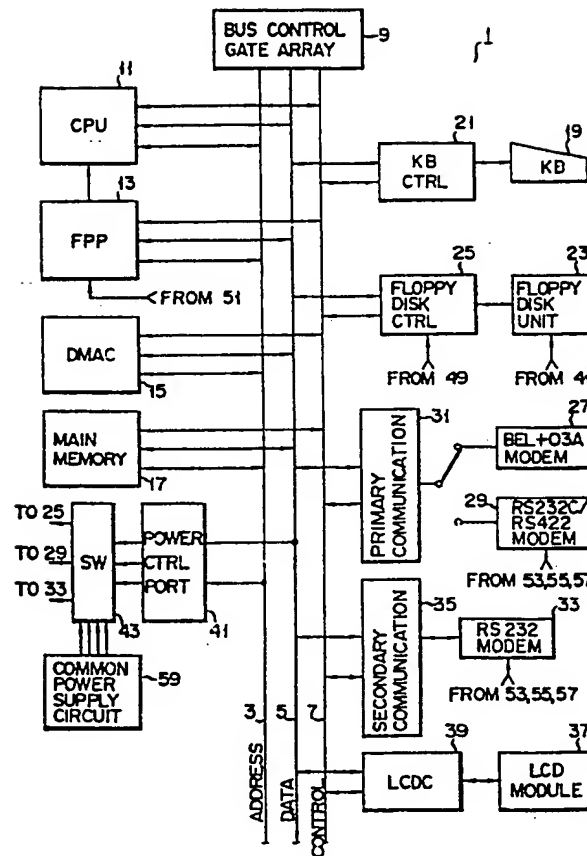 BUS CONTROL
GATE ARRAY
9
1
11
CPU
13
FPP
FROM 51
DMAC
15
MAIN
MEMORY
17
TO 25
TO 29
TO 33
SW
43
POWER
CTRL
PORT
41
COMMON
POWER
SUPPLY
CIRCUIT
59
3
ADDRESS
5
DATA
7
CONTROL
21
KB
CTRL
19
KB
25
FLOPPY
DISK
CTRL
FROM 49
23
FLOPPY
DISK
UNIT
31
PRIMARY COMMUNICATION
27
BEL+03A
MODEM
29
RS232C/
RS422
MODEM
FROM 53,55,57
35
SECONDARY COMMUNICATION
33
RS232
MODEM
FROM 53,55,57
39
LCDC
37
LCD
MODULE